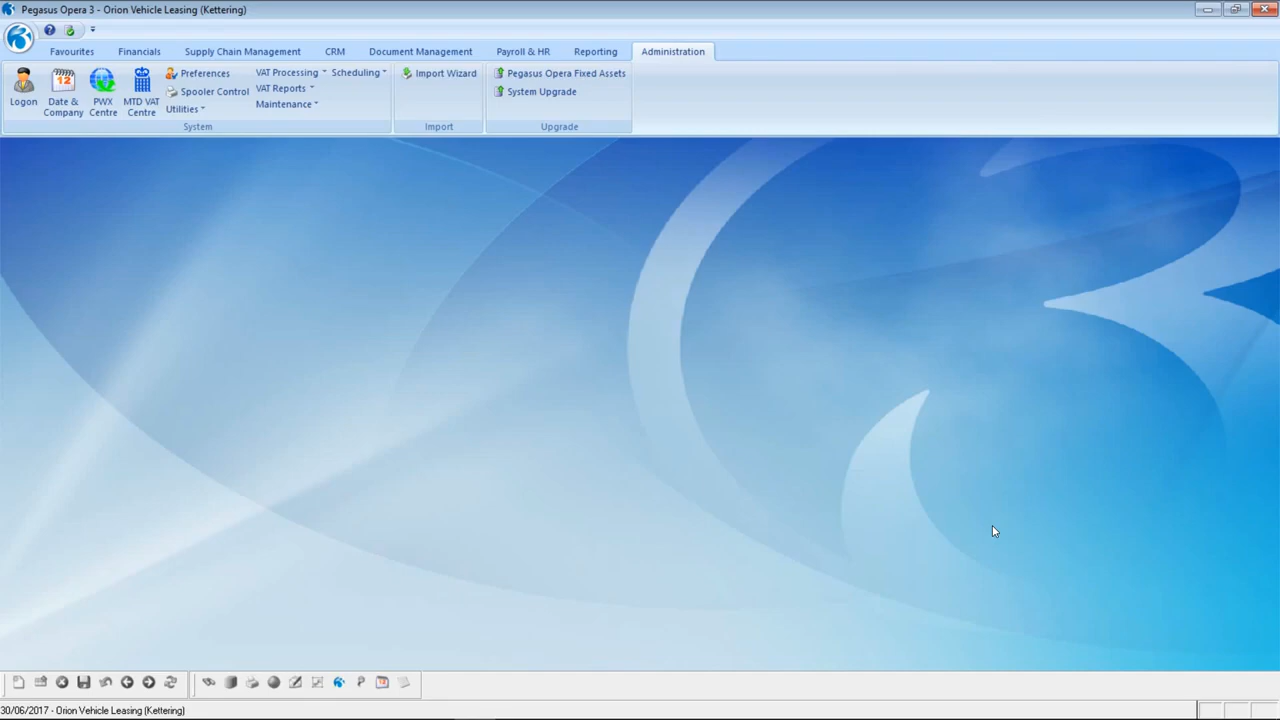 Pegasus Opera 3 - Orion Vehicle Leasing (Kettering)
Favourites Financials Supply Chain Management CRM Document Management Payroll & HR Reporting Administration
Logon
Date & Company
PWX Centre
MTD VAT Centre
Preferences
Spooler Control
Utilities
VAT Processing
VAT Reports
Maintenance
Scheduling
System
Import Wizard
Import
Pegasus Opera Fixed Assets
System Upgrade
Upgrade
30/06/2017 - Orion Vehicle Leasing (Kettering)